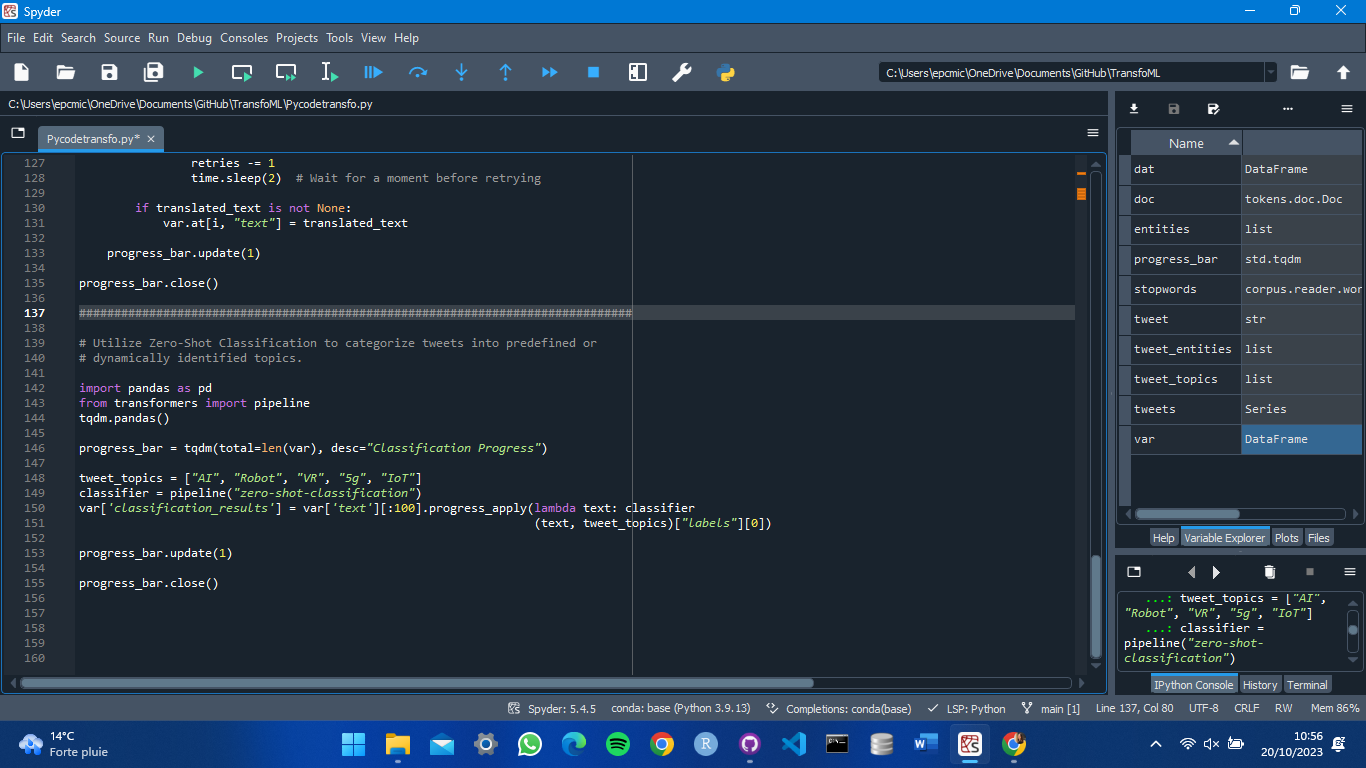 Spyder
File Edit Search Source Run Debug Consoles Projects Tools View Help
C:\Users\epcmic\OneDrive\Documents\GitHub\TransfoML
C:\Users\epcmic\OneDrive\Documents\GitHub\TransfoML\Pycodetransfo.py
Pycodetransfo.py*
127 retries -= 1
128 time.sleep(2)  # Wait for a moment before retrying
129
130 if translated_text is not None:
131 var.at[i, "text"] = translated_text
132
133 progress_bar.update(1)
134
135 progress_bar.close()
136
137 ###############################################################################
138
139 # Utilize Zero-Shot Classification to categorize tweets into predefined or
140 # dynamically identified topics.
141
142 import pandas as pd
143 from transformers import pipeline
144 tqdm.pandas()
145
146 progress_bar = tqdm(total=len(var), desc="Classification Progress")
147
148 tweet_topics = ["AI", "Robot", "VR", "5g", "IoT"]
149 classifier = pipeline("zero-shot-classification")
150 var['classification_results'] = var['text'][:100].progress_apply(lambda text: classifier
151 (text, tweet_topics)["labels"][0])
152
153 progress_bar.update(1)
154
155 progress_bar.close()
156
157
158
159
160
Name
dat DataFrame
doc tokens.doc.Doc
entities list
progress_bar std.tqdm
stopwords corpus.reader.wor
tweet str
tweet_entities list
tweet_topics list
tweets Series
var DataFrame
Help Variable Explorer Plots Files
...: tweet_topics = ["AI",
"Robot", "VR", "5g", "IoT"]
...: classifier =
pipeline("zero-shot-
classification")
IPython Console History Terminal
Spyder: 5.4.5 conda: base (Python 3.9.13) Completions: conda(base) LSP: Python main [1] Line 137, Col 80 UTF-8 CRLF RW Mem 86%
14°C
Forte pluie
10:56
20/10/2023